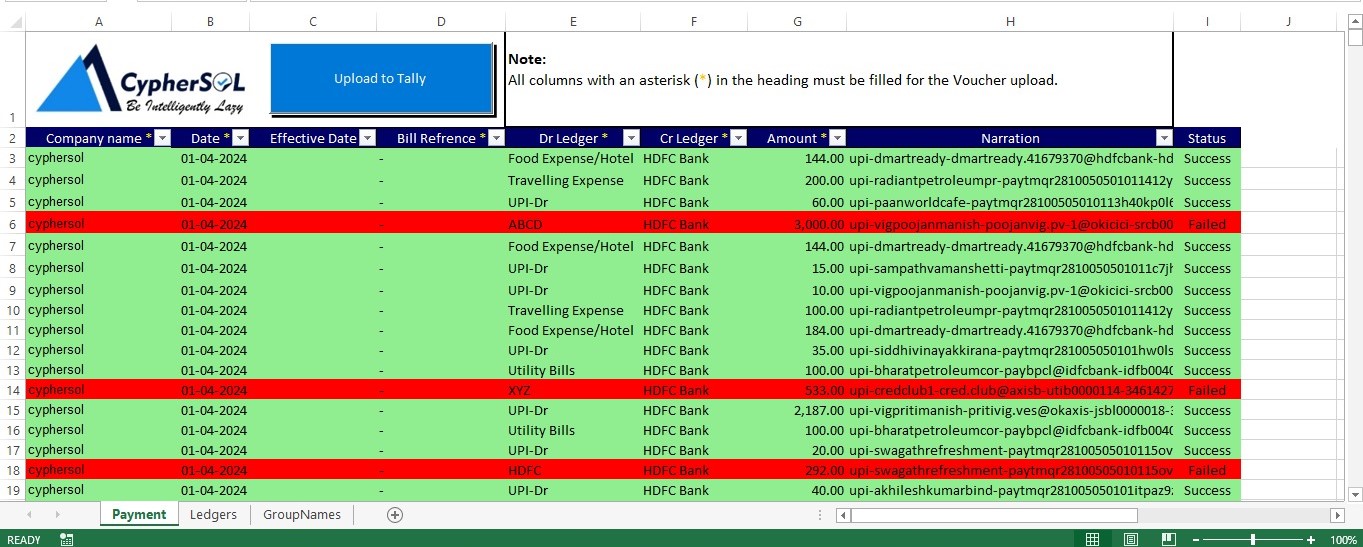 A B C D E F G H I J
1 CypherSOL Be Intelligently Lazy Upload to Tally Note:
All columns with an asterisk (*) in the heading must be filled for the Voucher upload.
2 Company name * Date * Effective Date Bill Refrence * Dr Ledger * Cr Ledger * Amount * Narration Status
3 cyphersol 01-04-2024 - Food Expense/Hotel HDFC Bank 144.00 upi-dmartready-dmartready.41679370@hdfcbank-hd Success
4 cyphersol 01-04-2024 - Travelling Expense HDFC Bank 200.00 upi-radiantpetroleumpr-paytmqr2810050501011412y Success
5 cyphersol 01-04-2024 - UPI-Dr HDFC Bank 60.00 upi-paanworldcafe-paytmqr28100505010113h40kp0l6 Success
6 cyphersol 01-04-2024 - ABCD HDFC Bank 3,000.00 upi-vigpoojanmanish-poojanvig.pv-1@okicici-srcb00 Failed
7 cyphersol 01-04-2024 - Food Expense/Hotel HDFC Bank 144.00 upi-dmartready-dmartready.41679370@hdfcbank-hd Success
8 cyphersol 01-04-2024 - UPI-Dr HDFC Bank 15.00 upi-sampathvamanshetti-paytmqr2810050501011c7jh Success
9 cyphersol 01-04-2024 - UPI-Dr HDFC Bank 10.00 upi-vigpoojanmanish-poojanvig.pv-1@okicici-srcb00 Success
10 cyphersol 01-04-2024 - Travelling Expense HDFC Bank 100.00 upi-radiantpetroleumpr-paytmqr2810050501011412y Success
11 cyphersol 01-04-2024 - Food Expense/Hotel HDFC Bank 184.00 upi-dmartready-dmartready.41679370@hdfcbank-hd Success
12 cyphersol 01-04-2024 - UPI-Dr HDFC Bank 35.00 upi-siddhivinayakkirana-paytmqr281005050101hw0ls Success
13 cyphersol 01-04-2024 - Utility Bills HDFC Bank 100.00 upi-bharatpetroleumcor-paybpcl@idfcbank-idfb0040 Success
14 cyphersol 01-04-2024 - XYZ HDFC Bank 533.00 upi-credclub1-cred.club@axisb-utib0000114-3461427 Failed
15 cyphersol 01-04-2024 - UPI-Dr HDFC Bank 2,187.00 upi-vigpritimanish-pritivig.ves@okaxis-jsbl0000018-3 Success
16 cyphersol 01-04-2024 - Utility Bills HDFC Bank 100.00 upi-bharatpetroleumcor-paybpcl@idfcbank-idfb0040 Success
17 cyphersol 01-04-2024 - UPI-Dr HDFC Bank 20.00 upi-swagathrefreshment-paytmqr28100505010115ov Success
18 cyphersol 01-04-2024 - HDFC HDFC Bank 292.00 upi-swagathrefreshment-paytmqr28100505010115ov Failed
19 cyphersol 01-04-2024 - UPI-Dr HDFC Bank 40.00 upi-akhileshkumarbind-paytmqr281005050101itpaz9z Success
Payment Ledgers GroupNames
READY 100%